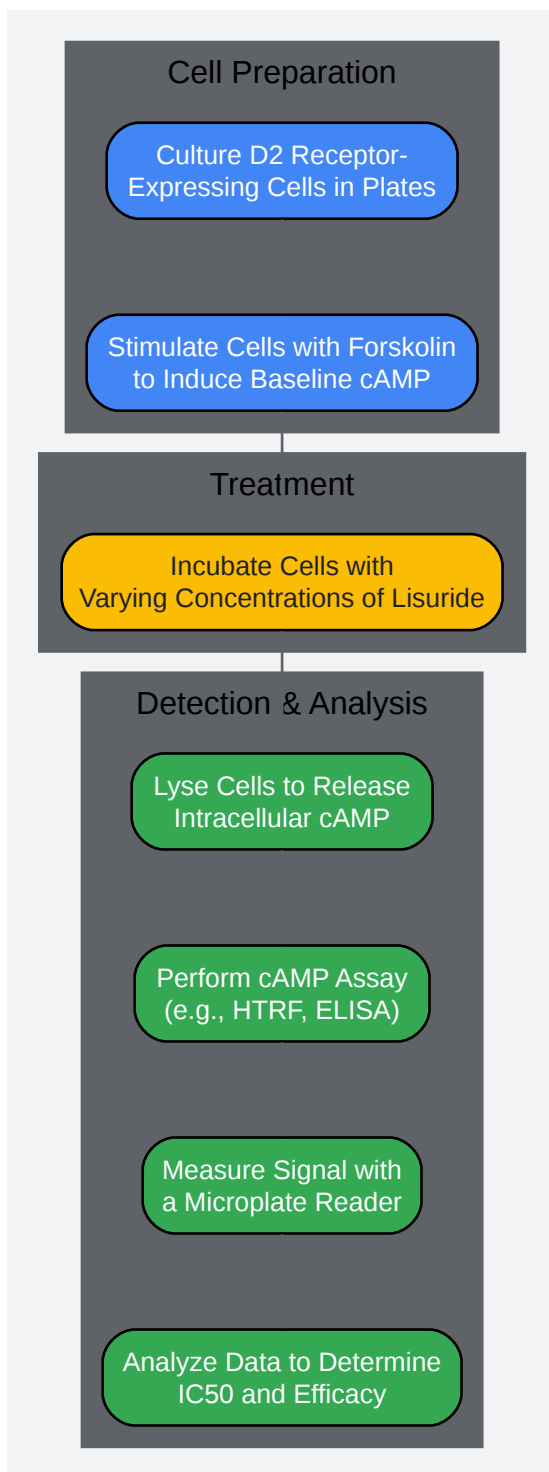 Cell Preparation
Culture D2 Receptor-
Expressing Cells in Plates
Stimulate Cells with Forskolin
to Induce Baseline cAMP
Treatment
Incubate Cells with
Varying Concentrations of Lisuride
Detection & Analysis
Lyse Cells to Release
Intracellular cAMP
Perform cAMP Assay
(e.g., HTRF, ELISA)
Measure Signal with
a Microplate Reader
Analyze Data to Determine
IC50 and Efficacy